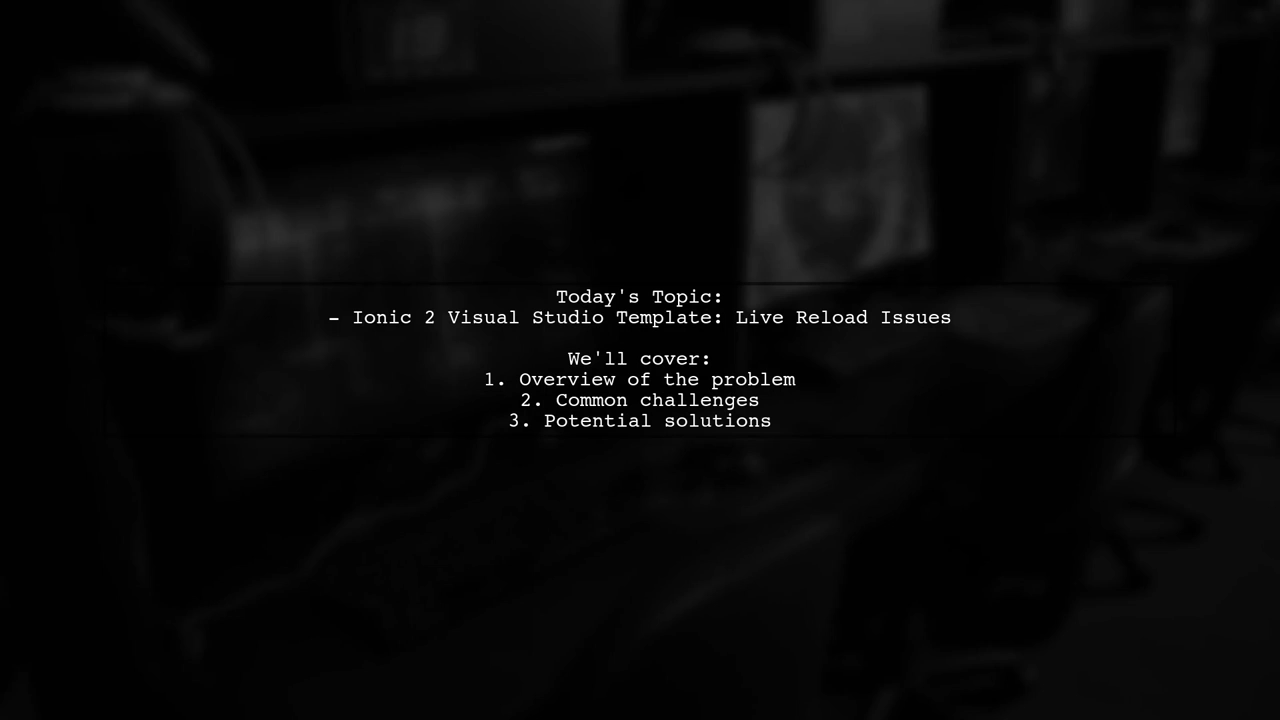 Today's Topic:
- Ionic 2 Visual Studio Template: Live Reload Issues
We'll cover:
1. Overview of the problem
2. Common challenges
3. Potential solutions